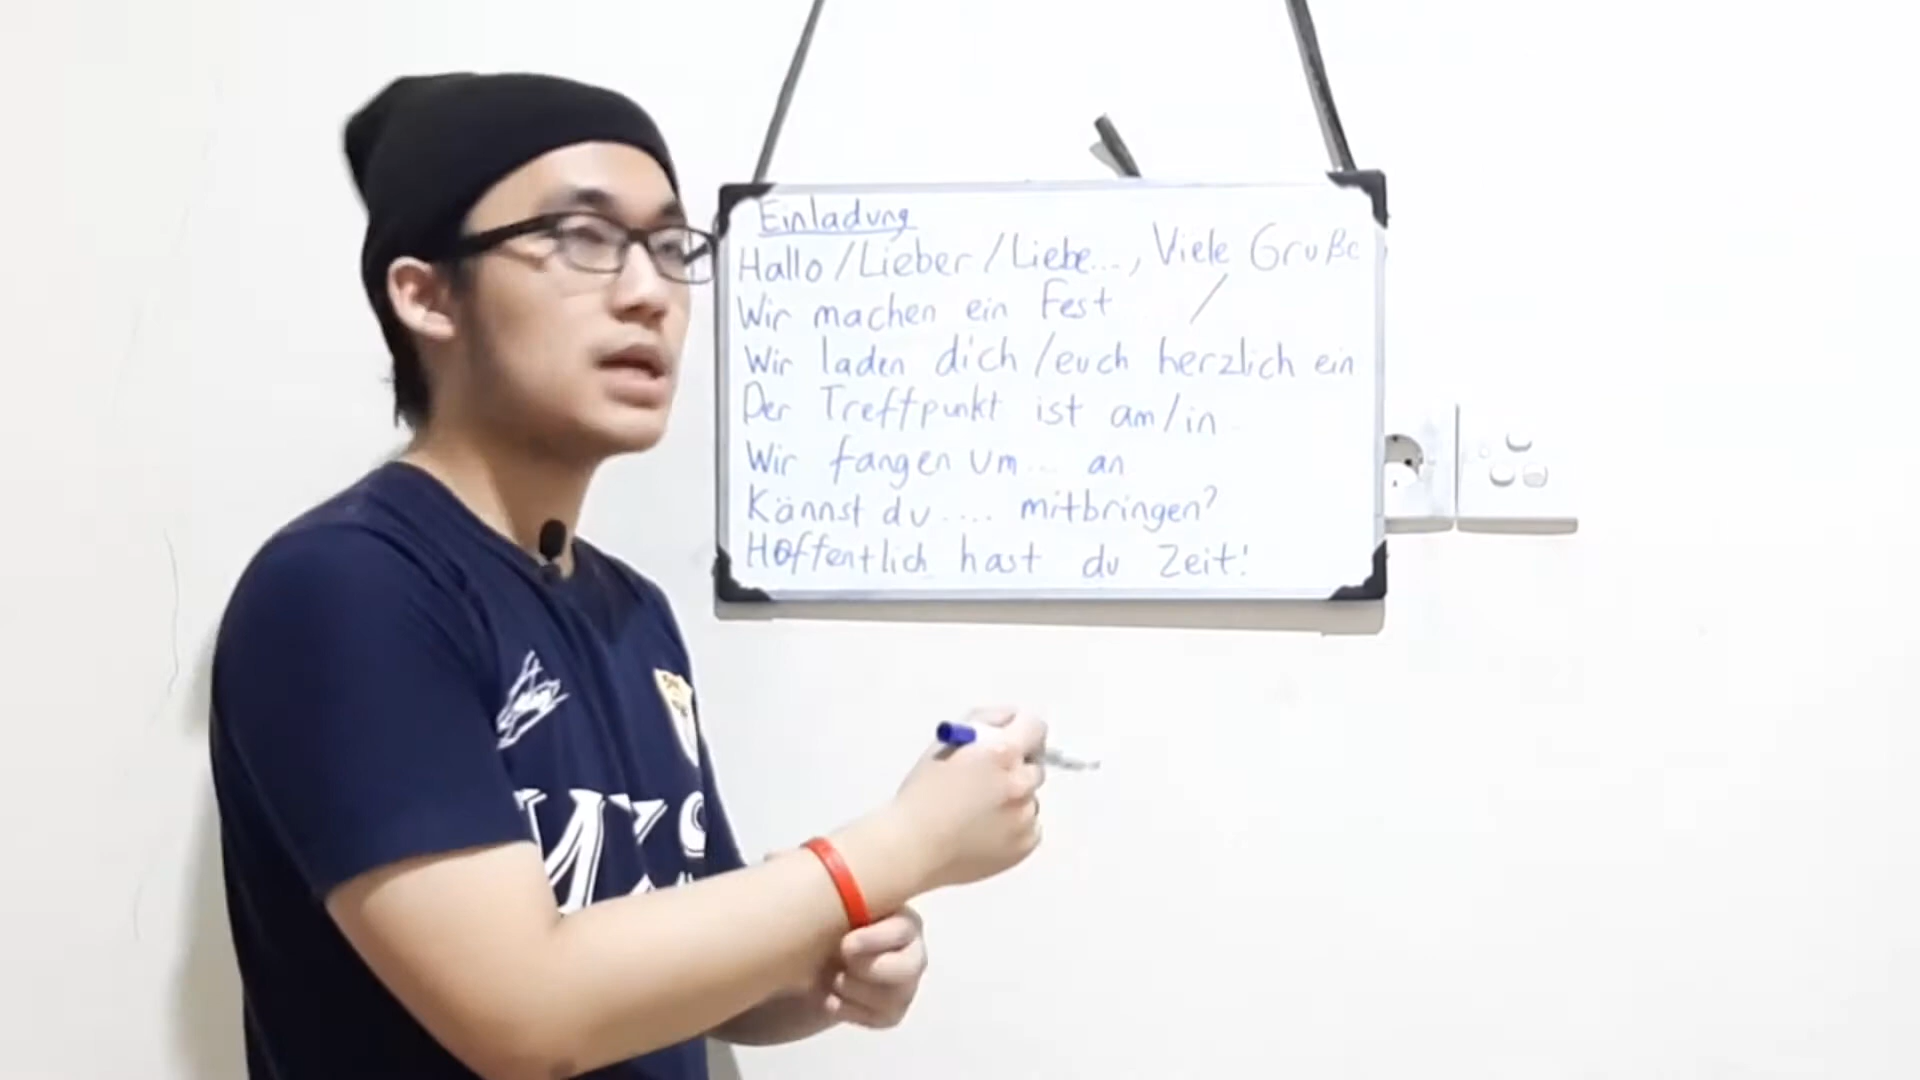 Einladung
Hallo/Lieber/Liebe..., Viele Gruße
Wir machen ein Fest /
Wir laden dich/euch herzlich ein
Der Treffpunkt ist am/in
Wir fangen um... an
Kännst du.... mitbringen?
Hoffentlich hast du Zeit!